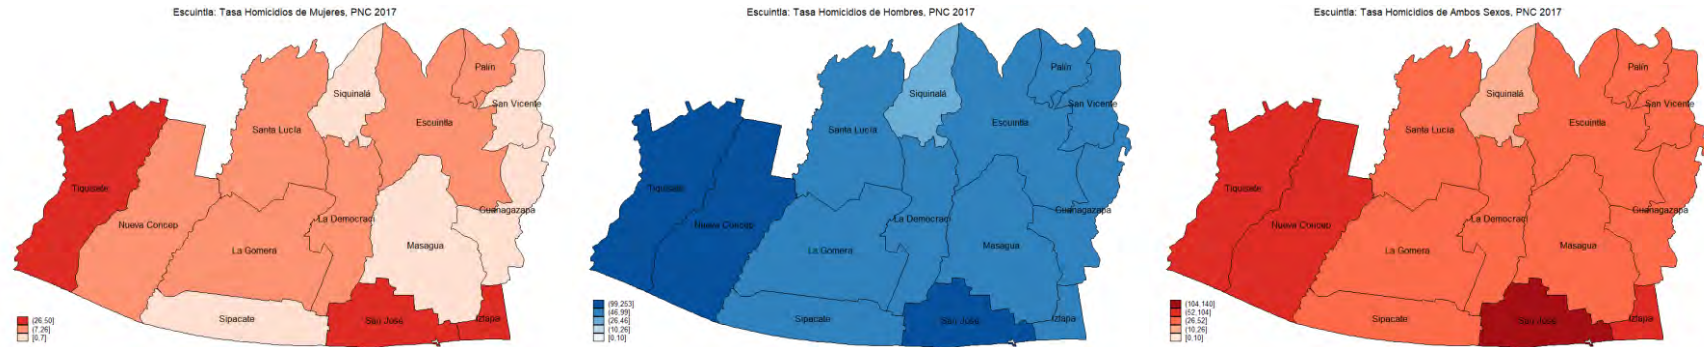 Escuintla: Tasa Homicidios de Mujeres, PNC 2017
Palín
Siquinalá
San Vicente
Escuintla
Santa Lucía
Tiquisate
Guanagazapa
La Democraci
Nueva Concep
Masagua
La Gomera
Sipacate
San José
Iztapa
(26,50]
(7,26]
[0,7]
Escuintla: Tasa Homicidios de Hombres, PNC 2017
Palín
Siquinalá
San Vicente
Escuintla
Santa Lucía
Tiquisate
Guanagazapa
La Democraci
Nueva Concep
Masagua
La Gomera
Sipacate
San José
Iztapa
(99,253]
(46,99]
(26,46]
(10,26]
[0,10]
Escuintla: Tasa Homicidios de Ambos Sexos, PNC 2017
Palín
Siquinalá
San Vicente
Escuintla
Santa Lucía
Tiquisate
Guanagazapa
La Democraci
Nueva Concep
Masagua
La Gomera
Sipacate
San José
Iztapa
(104,140]
(52,104]
(26,52]
(10,26]
[0,10]